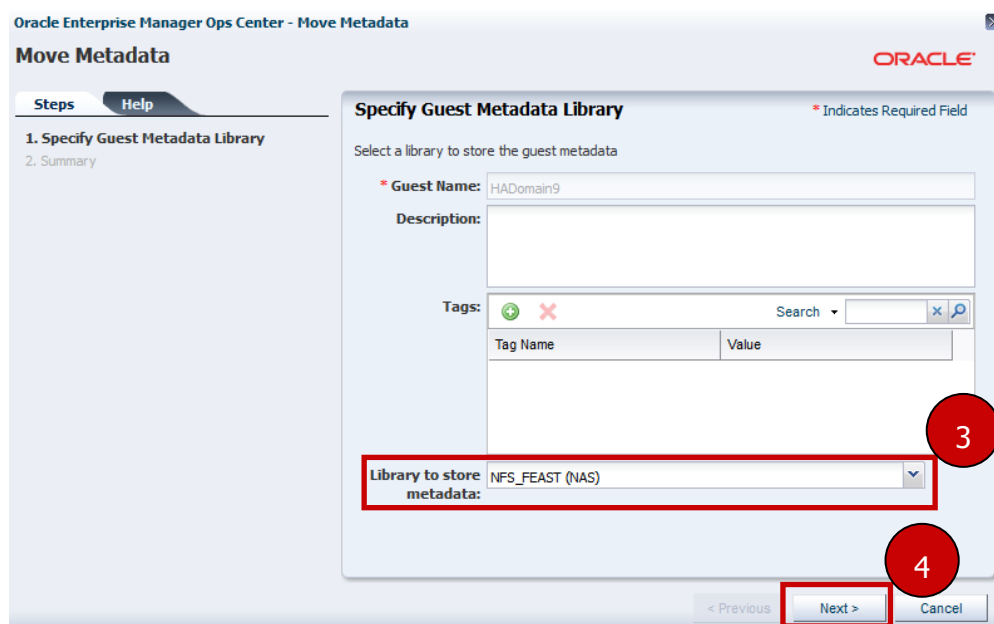 Oracle Enterprise Manager Ops Center - Move Metadata
Move Metadata
ORACLE
Steps
Help
1. Specify Guest Metadata Library
2. Summary
Specify Guest Metadata Library
* Indicates Required Field
Select a library to store the guest metadata
* Guest Name: HADomain9
Description:
Tags:
Search
Tag Name Value
3
Library to store metadata:
NFS_FEAST (NAS)
4
< Previous Next > Cancel